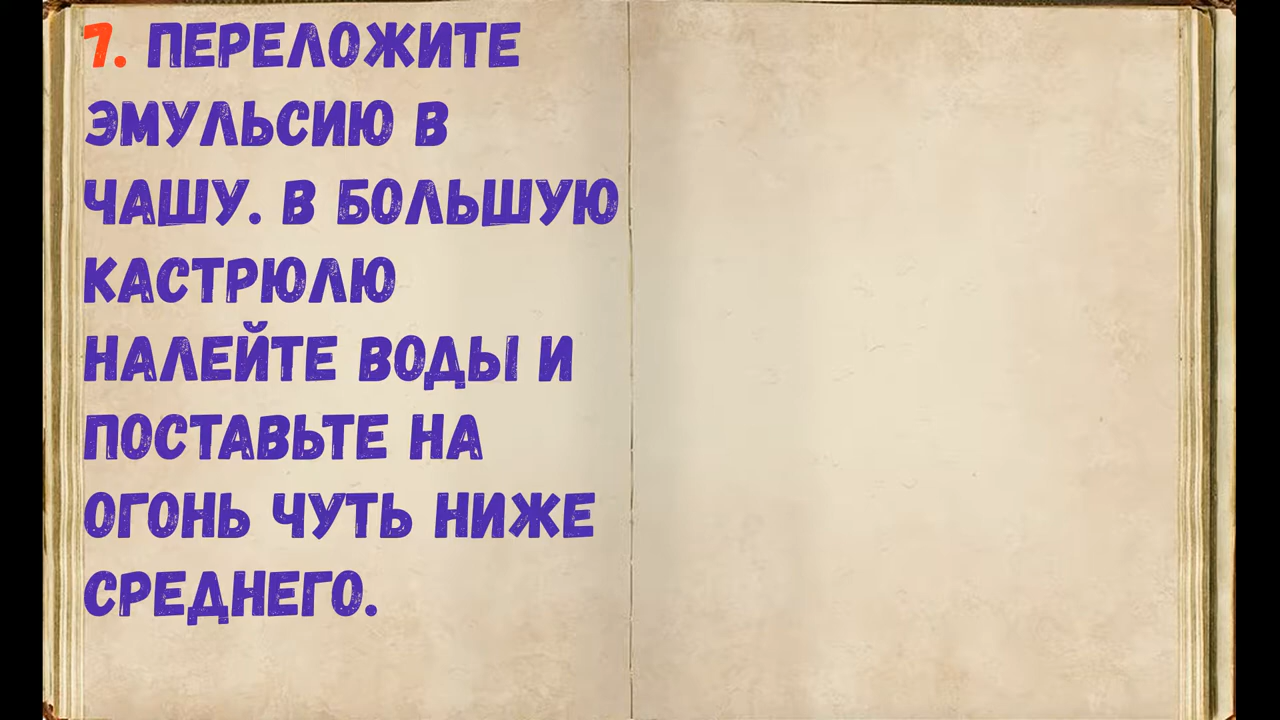 7. ПЕРЕЛОЖИТЕ
ЭМУЛЬСИЮ В
ЧАШУ. В БОЛЬШУЮ
КАСТРЮЛЮ
НАЛЕЙТЕ ВОДЫ И
ПОСТАВЬТЕ НА
ОГОНЬ ЧУТЬ НИЖЕ
СРЕДНЕГО.